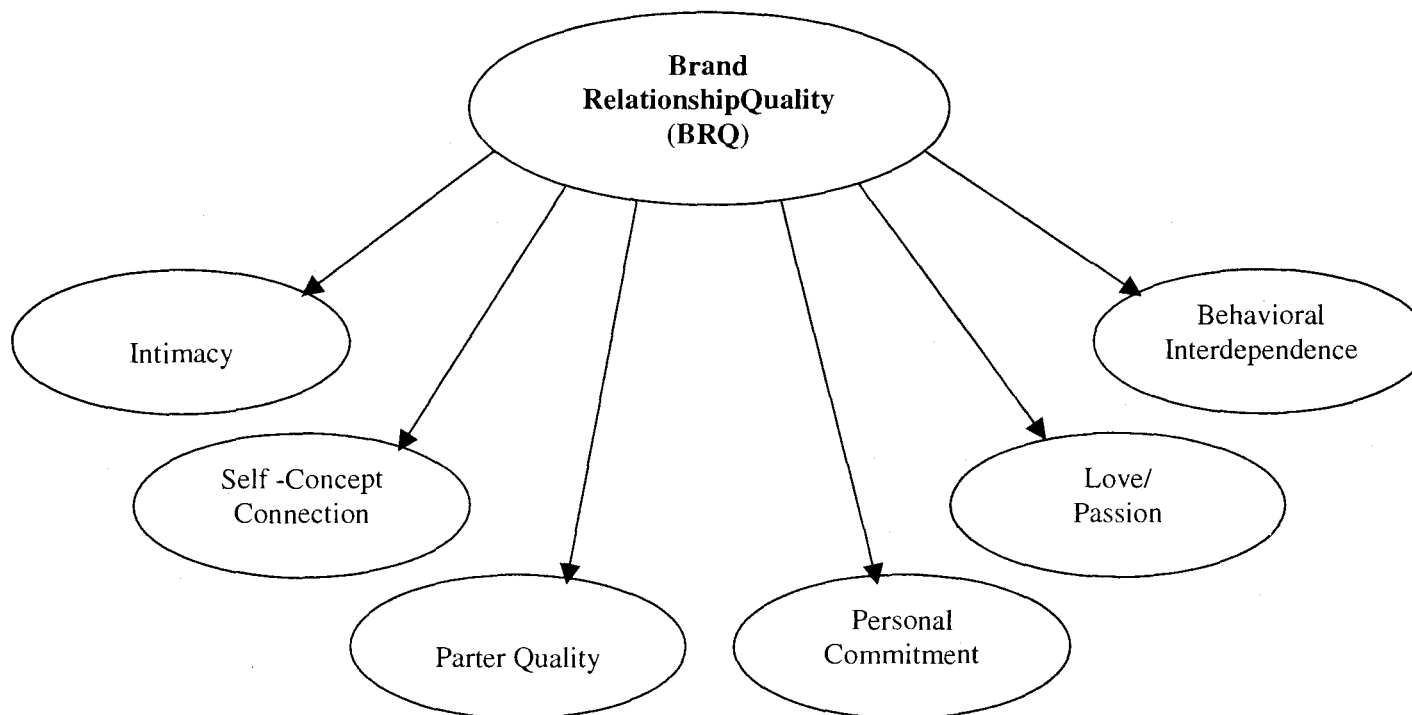 Brand
RelationshipQuality
(BRQ)
Intimacy
Behavioral
Interdependence
Self -Concept
Connection
Love/
Passion
Parter Quality
Personal
Commitment